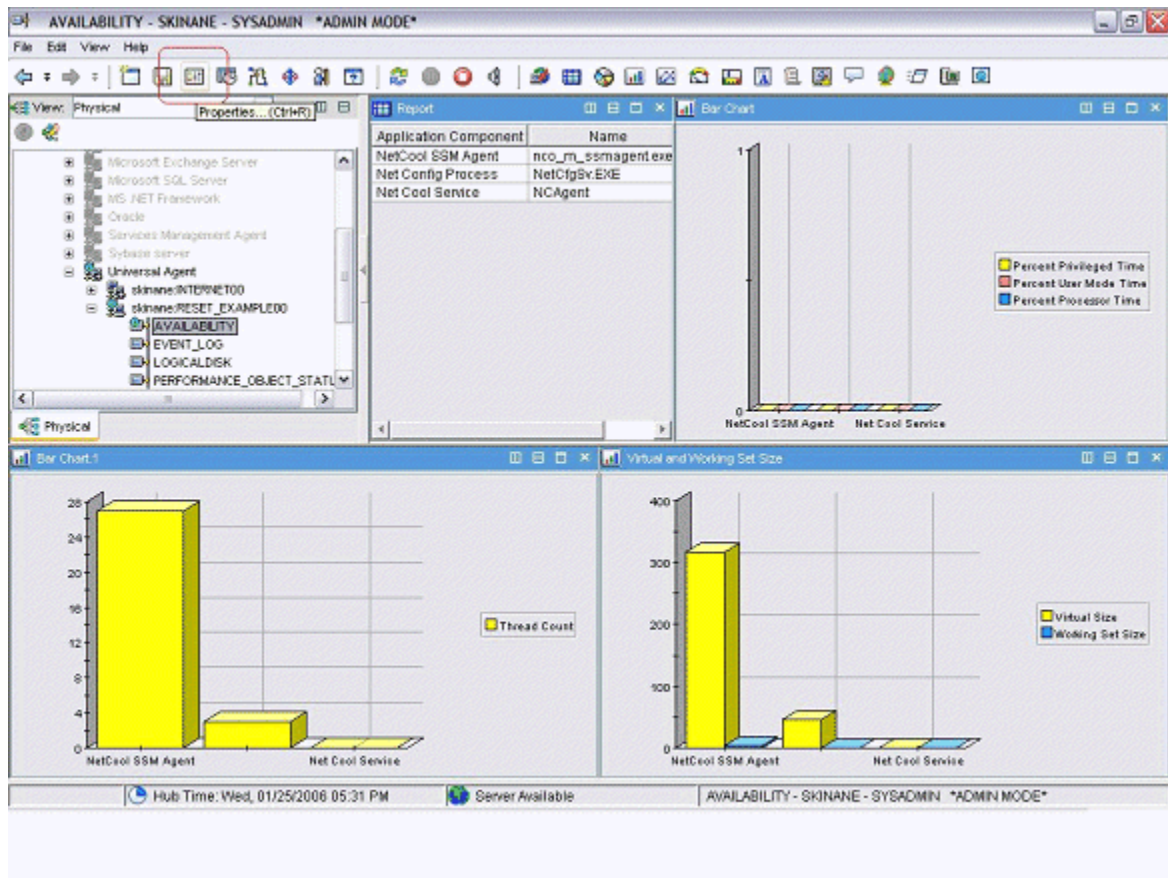 AVAILABILITY - SKINANE - SYSADMIN *ADMIN MODE*
File Edit View Help
View: Physical
Properties... (Ctrl+R)
Microsoft Exchange Server
Microsoft SQL Server
MS .NET Framework
Oracle
Services Management Agent
Sybase server
Universal Agent
skinane:INTERNET00
skinane:RESET_EXAMPLE00
AVAILABILITY
EVENT_LOG
LOGICALDISK
PERFORMANCE_OBJECT_STATU
Physical
Report
Application Component Name
NetCool SSM Agent nco_m_ssmagent.exe
Net Config Process NetCfgSv.EXE
Net Cool Service NCAgent
Bar Chart
1
0
NetCool SSM Agent Net Cool Service
Percent Privileged Time
Percent User Mode Time
Percent Processor Time
Bar Chart:1
28
24
20
16
12
8
4
0
NetCool SSM Agent Net Cool Service
Thread Count
Virtual and Working Set Size
400
300
200
100
0
NetCool SSM Agent Net Cool Service
Virtual Size
Working Set Size
Hub Time: Wed, 01/25/2006 05:31 PM
Server Available
AVAILABILITY - SKINANE - SYSADMIN *ADMIN MODE*